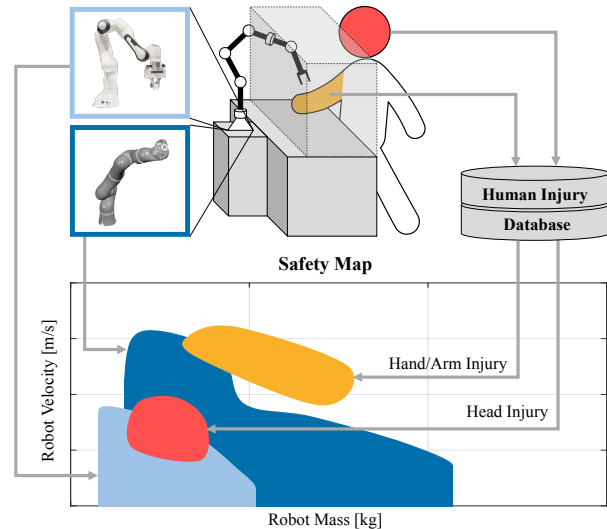 Human Injury
Database
Safety Map
Robot Velocity [m/s]
Hand/Arm Injury
Head Injury
Robot Mass [kg]